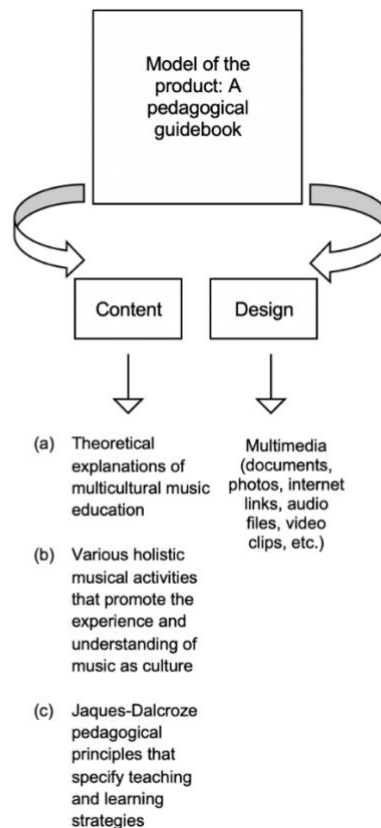 Model of the
product: A
pedagogical
guidebook
Content
Design
(a) Theoretical
explanations of
multicultural music
education
(b) Various holistic
musical activities
that promote the
experience and
understanding of
music as culture
(c) Jaques-Dalcroze
pedagogical
principles that
specify teaching
and learning
strategies
Multimedia
(documents,
photos, internet
links, audio
files, video
clips, etc.)